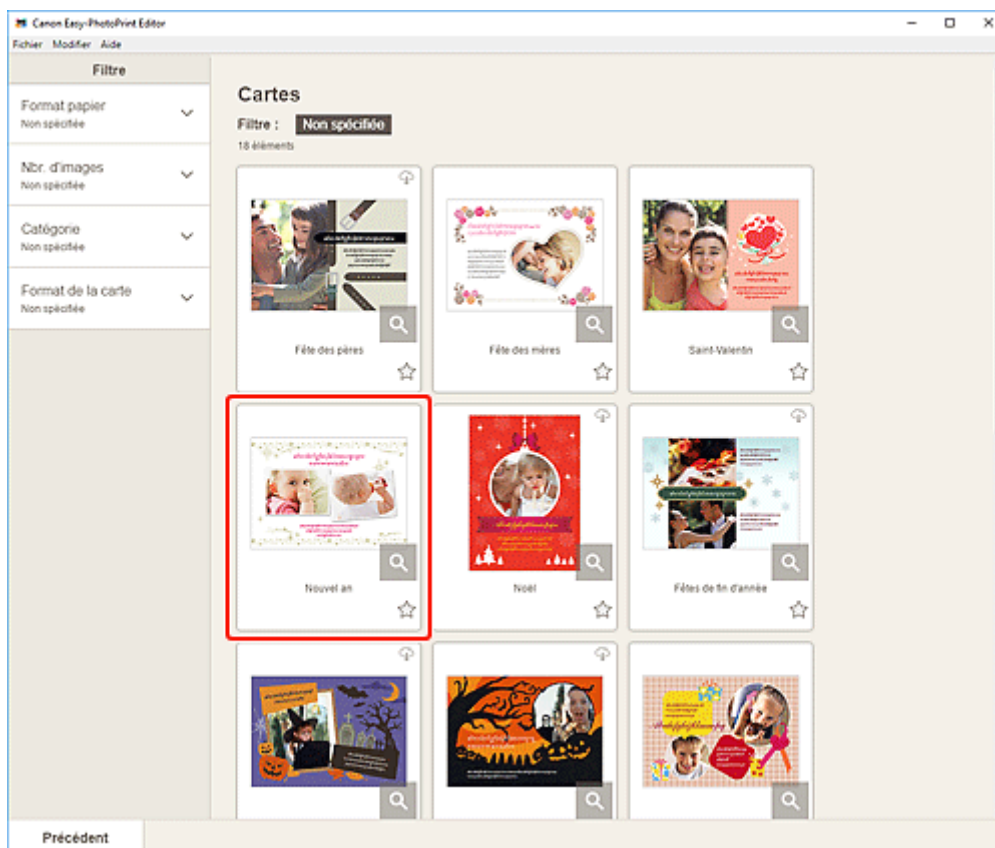 Canon Easy-PhotoPrint Editor
Fichier Modifier Aide
Filtre
Format papier
Non spécifiée
Nbr. d'images
Non spécifiée
Catégorie
Non spécifiée
Format de la carte
Non spécifiée
Cartes
Filtre : Non spécifiée
18 éléments
Fête des pères
Fête des mères
Saint-Valentin
Nouvel an
Noël
Fêtes de fin d'année
Précédent